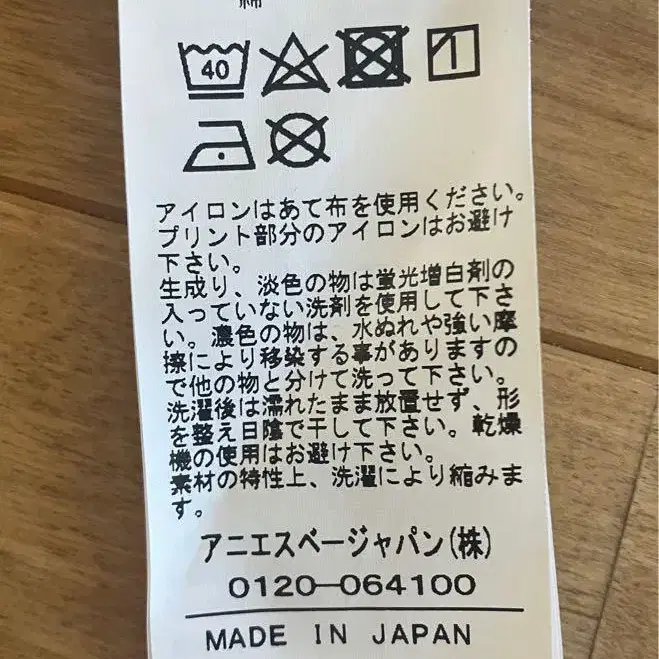 綿
40
アイロンはあて布を使用ください。
プリント部分のアイロンはお避け
下さい。
生成り、淡色の物は蛍光増白剤の
入っていない洗剤を使用して下さ
い。濃色の物は、水ぬれや強い摩
擦により移染する事がありますの
で他の物と分けて洗って下さい。
洗濯後は濡れたまま放置せず、形
を整え日陰で干して下さい。乾燥
機の使用はお避け下さい。
素材の特性上、洗濯により縮みま
す。
アニエスベージャパン(株)
0120-064100
MADE IN JAPAN